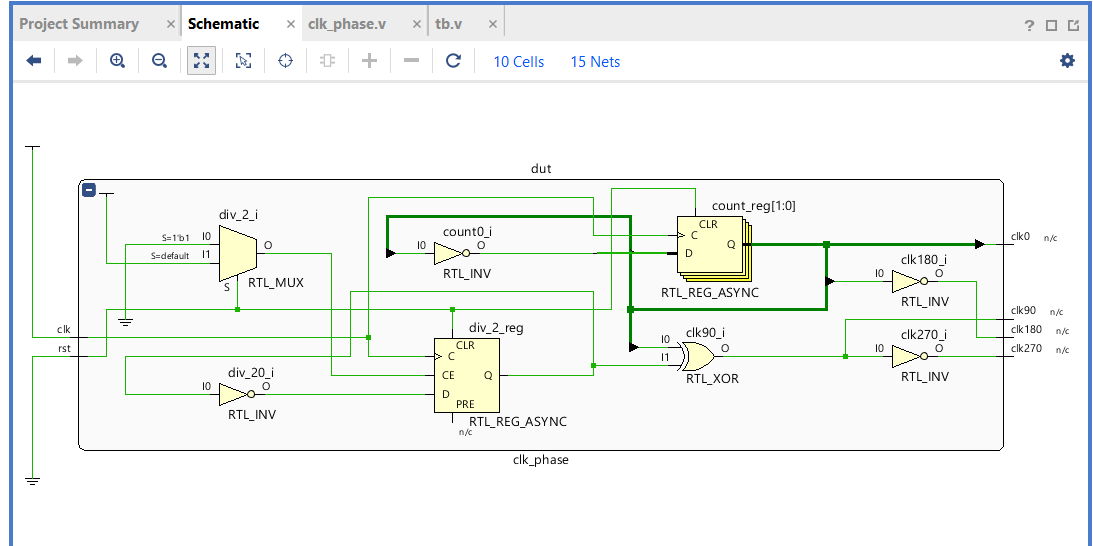 Project Summary × Schematic × clk_phase.v × tb.v × ?
10 Cells 15 Nets
dut
div_2_i
S=1'b1 I0 O
S=default I1
S RTL_MUX
count0_i
I0 O
RTL_INV
count_reg[1:0]
CLR
C Q
D
RTL_REG_ASYNC
clk0 n/c
clk180_i
I0 O
RTL_INV
clk
rst
div_2_reg
CLR
C
CE Q
D
PRE RTL_REG_ASYNC
n/c
clk90_i
I0 O
I1
RTL_XOR
clk270_i
I0 O
RTL_INV
clk90 n/c
clk180 n/c
clk270 n/c
div_20_i
I0 O
RTL_INV
clk_phase